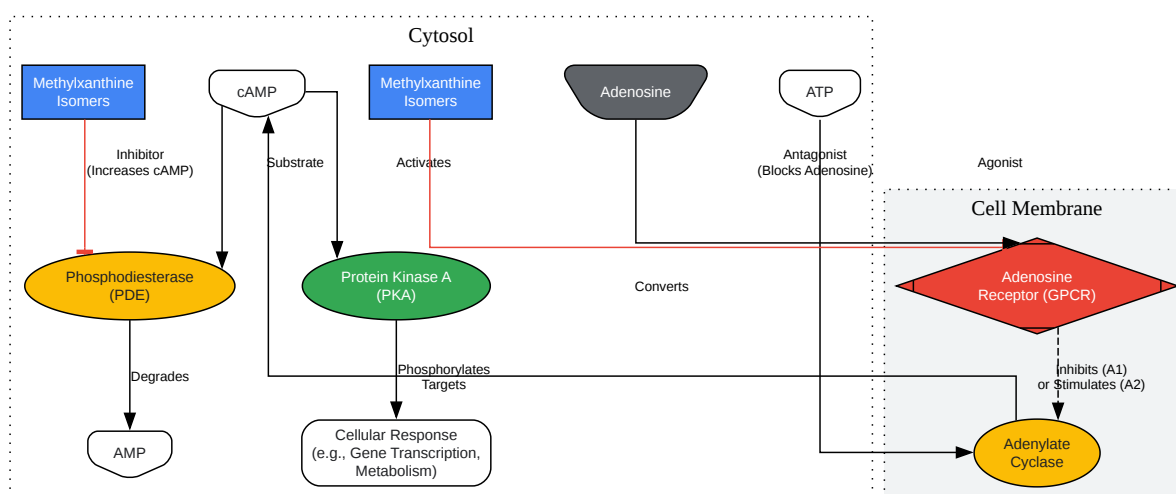 Cytosol
Methylxanthine
Isomers
cAMP
Methylxanthine
Isomers
Adenosine
ATP
Inhibitor
(Increases cAMP)
Substrate
Activates
Antagonist
(Blocks Adenosine)
Agonist
Cell Membrane
Phosphodiesterase
(PDE)
Protein Kinase A
(PKA)
Converts
Adenosine
Receptor (GPCR)
Degrades
Phosphorylates
Targets
Inhibits (A1)
or Stimulates (A2)
AMP
Cellular Response
(e.g., Gene Transcription,
Metabolism)
Adenylate
Cyclase